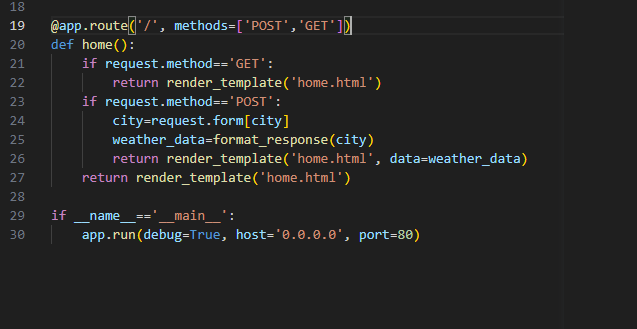 18
19 @app.route('/', methods=['POST','GET'])
20 def home():
21     if request.method=='GET':
22         return render_template('home.html')
23     if request.method=='POST':
24         city=request.form[city]
25         weather_data=format_response(city)
26         return render_template('home.html', data=weather_data)
27     return render_template('home.html')
28
29 if __name__=='__main__':
30     app.run(debug=True, host='0.0.0.0', port=80)